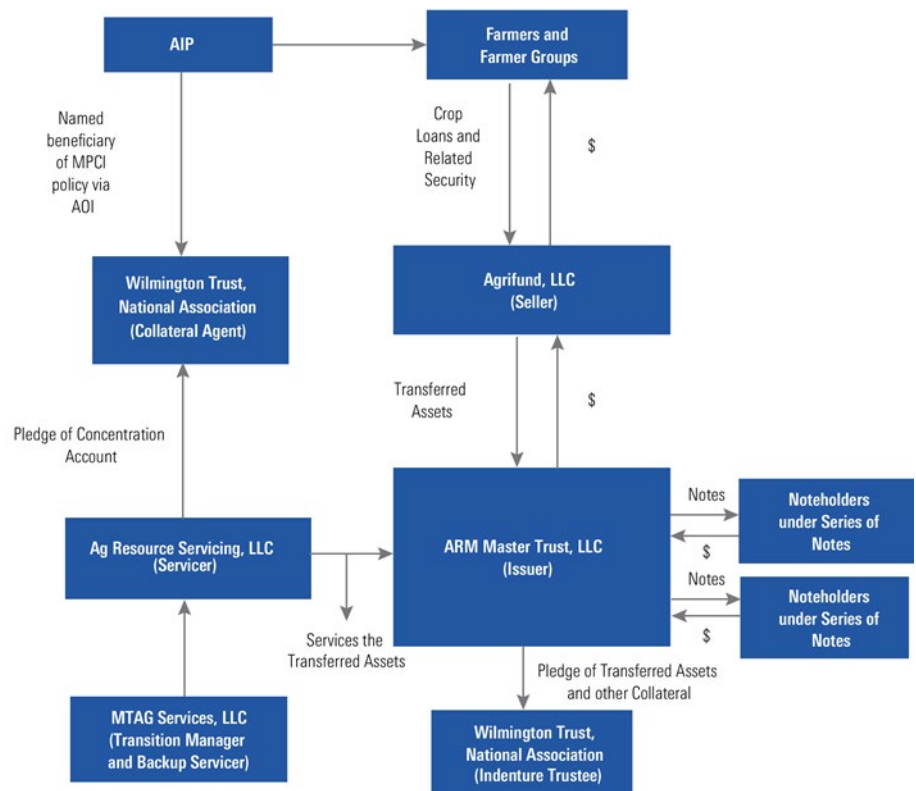 AIP
Farmers and
Farmer Groups
Named
beneficiary
of MPCI
policy via
AOI
Crop
Loans and
Related
Security
$
Wilmington Trust,
National Association
(Collateral Agent)
Agrifund, LLC
(Seller)
Transferred
Assets
$
Pledge of Concentration
Account
Ag Resource Servicing, LLC
(Servicer)
ARM Master Trust, LLC
(Issuer)
Notes
$
Noteholders
under Series of
Notes
Notes
$
Noteholders
under Series of
Notes
Services the
Transferred Assets
Pledge of Transferred Assets
and other Collateral
MTAG Services, LLC
(Transition Manager
and Backup Servicer)
Wilmington Trust,
National Association
(Indenture Trustee)